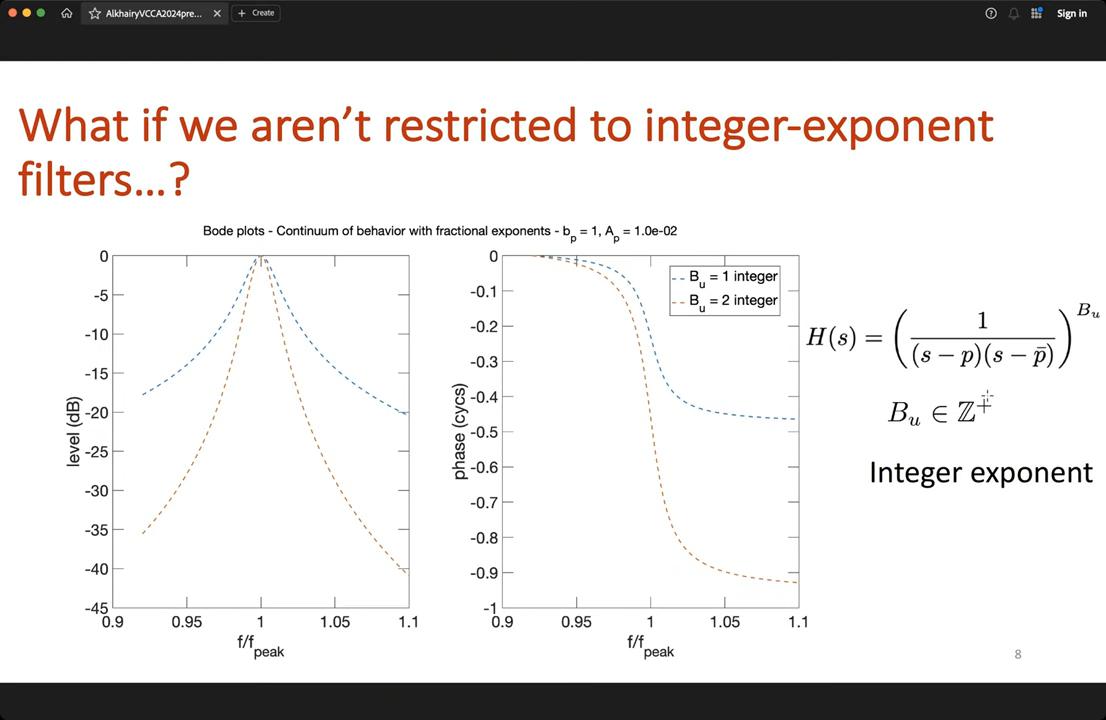 AlkhairyVCCA2024pre...
+ Create
Sign in
What if we aren't restricted to integer-exponent
filters...?
Bode plots - Continuum of behavior with fractional exponents - b_p = 1, A_p = 1.0e-02
0
-5
-10
-15
-20
-25
-30
-35
-40
-45
level (dB)
0.9 0.95 1 1.05 1.1
f/f_peak
0
-0.1
-0.2
-0.3
-0.4
-0.5
-0.6
-0.7
-0.8
-0.9
-1
phase (cycs)
0.9 0.95 1 1.05 1.1
f/f_peak
B_u = 1 integer
B_u = 2 integer
H(s) = (1 / ((s − p)(s − p̄)))^{B_u}
B_u ∈ ℤ⁺
Integer exponent
8